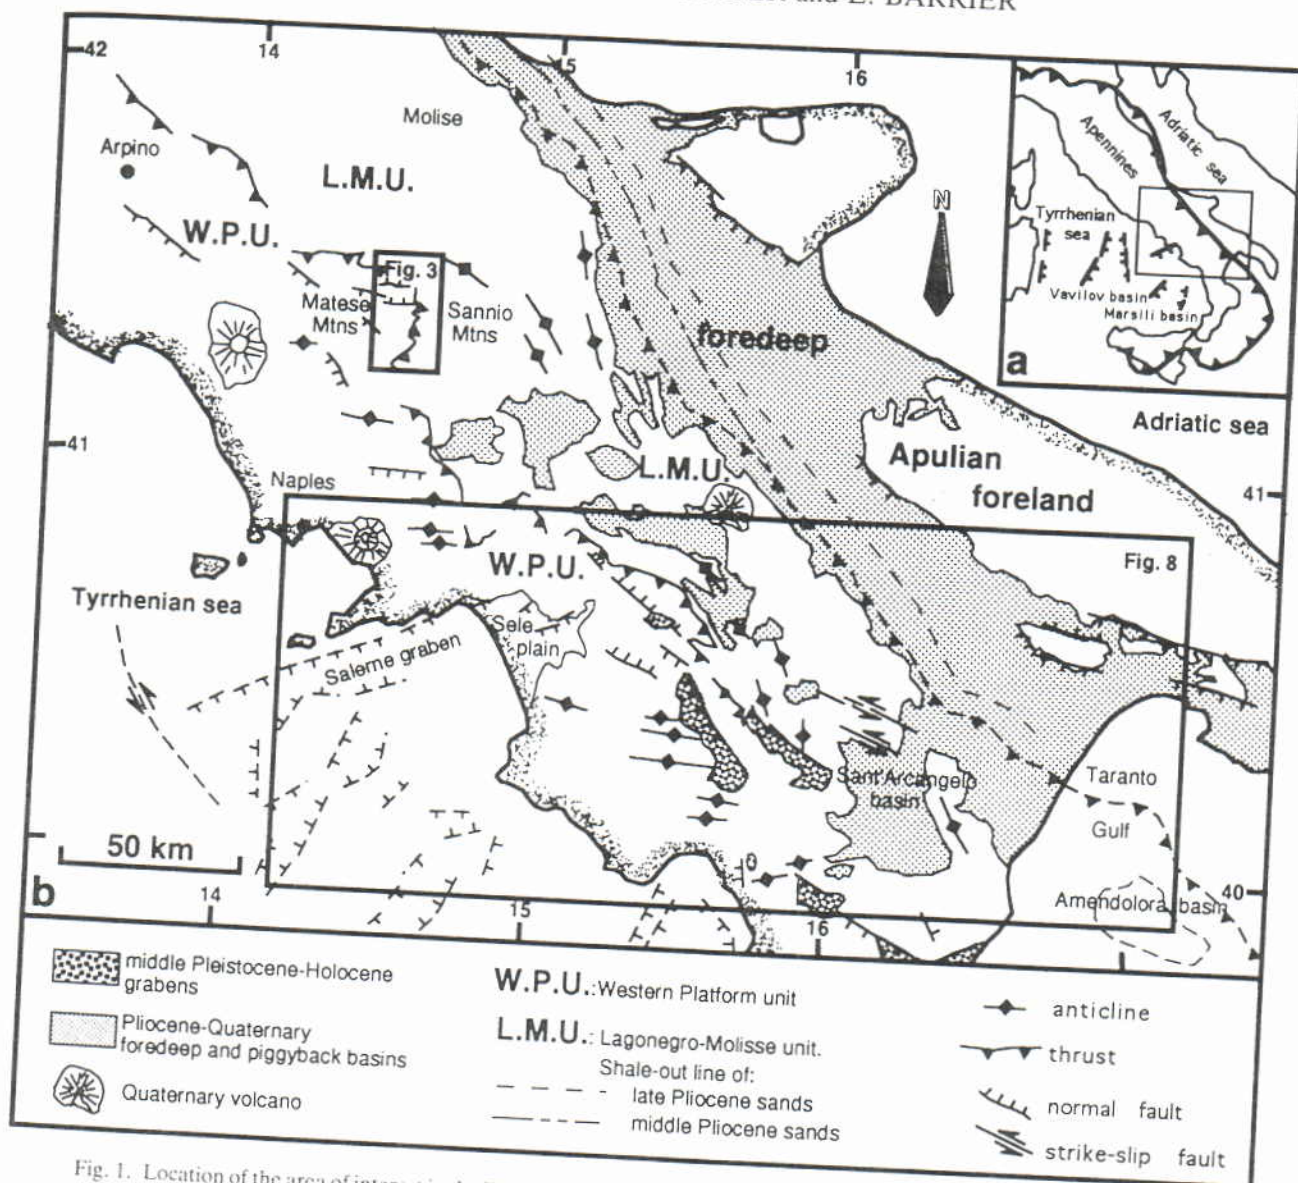 and E. BARRIER
42
14
15
16
Molise
Arpino
L.M.U.
W.P.U.
Fig. 3
Matese
Mtns
Sannio
Mtns
foredeep
N
Apennines
Adriatic sea
Tyrrhenian
sea
Vavilov basin
Marsili basin
a
Adriatic sea
41
Naples
L.M.U.
Apulian
foreland
41
W.P.U.
Fig. 8
Tyrrhenian sea
Sele
plain
Salerne graben
Sant'Arcangelo
basin
Taranto
Gulf
50 km
b
14
15
16
40
Amendolora basin
middle Pleistocene-Holocene
grabens
Pliocene-Quaternary
foredeep and piggyback basins
Quaternary volcano
W.P.U.:Western Platform unit
L.M.U.: Lagonegro-Molisse unit.
Shale-out line of:
late Pliocene sands
middle Pliocene sands
anticline
thrust
normal fault
strike-slip fault
Fig. 1. Location of the area of interest